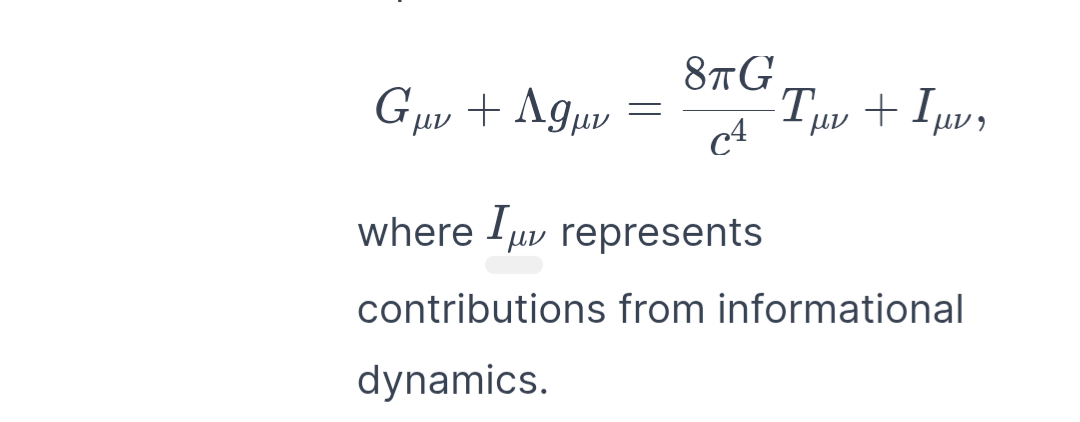 G_{μν} + Λg_{μν} = \frac{8πG}{c^4} T_{μν} + I_{μν},
where I_{μν} represents
contributions from informational
dynamics.